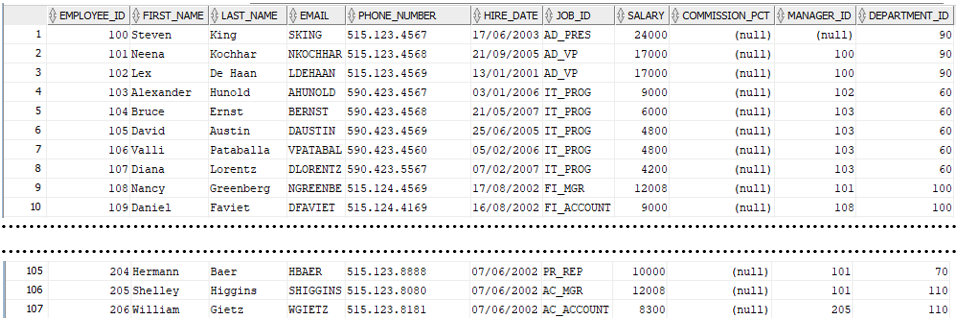 EMPLOYEE_ID FIRST_NAME LAST_NAME EMAIL PHONE_NUMBER HIRE_DATE JOB_ID SALARY COMMISSION_PCT MANAGER_ID DEPARTMENT_ID
1 100 Steven King SKING 515.123.4567 17/06/2003 AD_PRES 24000 (null) (null) 90
2 101 Neena Kochhar NKOCHHAR 515.123.4568 21/09/2005 AD_VP 17000 (null) 100 90
3 102 Lex De Haan LDEHAAN 515.123.4569 13/01/2001 AD_VP 17000 (null) 100 90
4 103 Alexander Hunold AHUNOLD 590.423.4567 03/01/2006 IT_PROG 9000 (null) 102 60
5 104 Bruce Ernst BERNST 590.423.4568 21/05/2007 IT_PROG 6000 (null) 103 60
6 105 David Austin DAUSTIN 590.423.4569 25/06/2005 IT_PROG 4800 (null) 103 60
7 106 Valli Pataballa VPATABAL 590.423.4560 05/02/2006 IT_PROG 4800 (null) 103 60
8 107 Diana Lorentz DLORENTZ 590.423.5567 07/02/2007 IT_PROG 4200 (null) 103 60
9 108 Nancy Greenberg NGREENBE 515.124.4569 17/08/2002 FI_MGR 12008 (null) 101 100
10 109 Daniel Faviet DFAVIET 515.124.4169 16/08/2002 FI_ACCOUNT 9000 (null) 108 100
105 204 Hermann Baer HBAER 515.123.8888 07/06/2002 PR_REP 10000 (null) 101 70
106 205 Shelley Higgins SHIGGINS 515.123.8080 07/06/2002 AC_MGR 12008 (null) 101 110
107 206 William Gietz WGIETZ 515.123.8181 07/06/2002 AC_ACCOUNT 8300 (null) 205 110